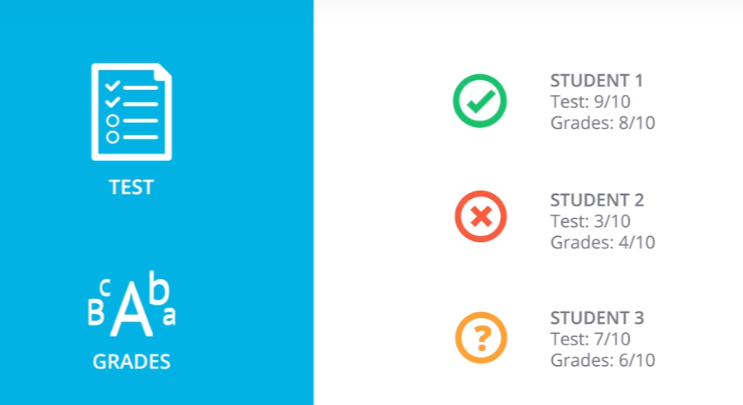 TEST
c
B
A
b
a
GRADES
STUDENT 1
Test: 9/10
Grades: 8/10
STUDENT 2
Test: 3/10
Grades: 4/10
?
STUDENT 3
Test: 7/10
Grades: 6/10